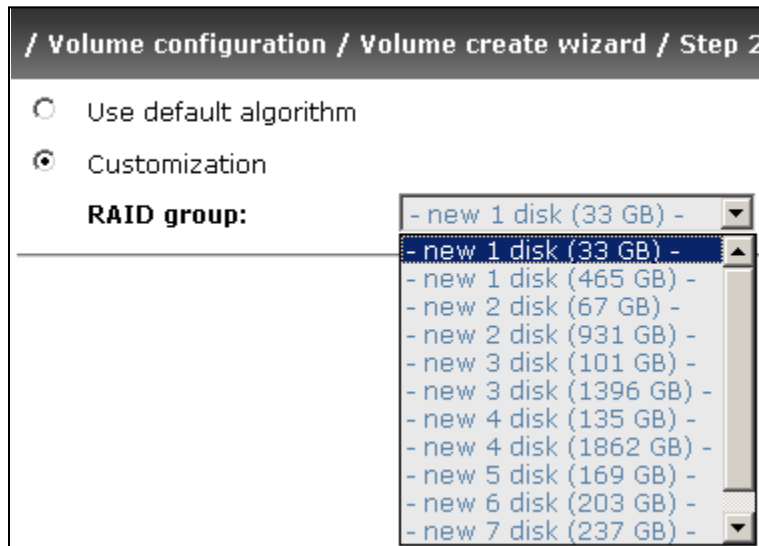 / Volume configuration / Volume create wizard / Step 2
Use default algorithm
Customization
RAID group:
- new 1 disk (33 GB) -
- new 1 disk (33 GB) -
- new 1 disk (465 GB) -
- new 2 disk (67 GB) -
- new 2 disk (931 GB) -
- new 3 disk (101 GB) -
- new 3 disk (1396 GB) -
- new 4 disk (135 GB) -
- new 4 disk (1862 GB) -
- new 5 disk (169 GB) -
- new 6 disk (203 GB) -
- new 7 disk (237 GB) -